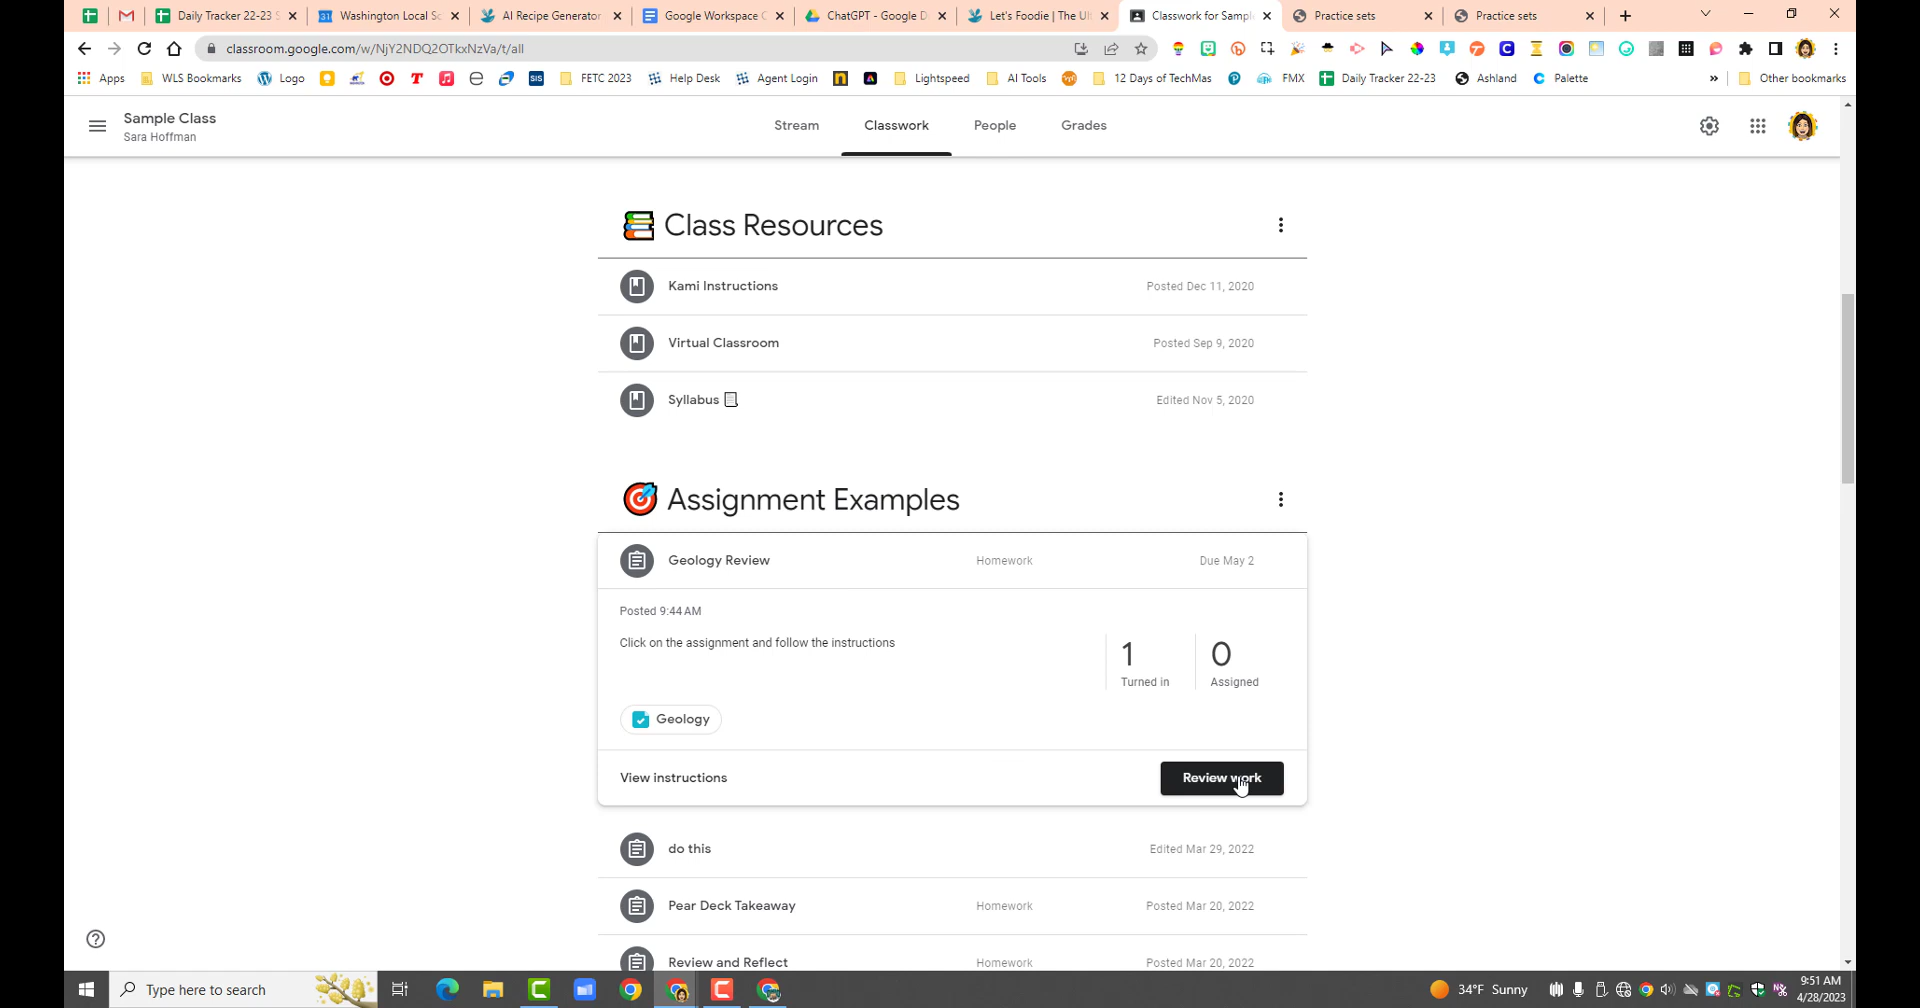 Daily Tracker 22-23 S
Washington Local Sc
AI Recipe Generator
Google Workspace C
ChatGPT - Google D
Let's Foodie | The Ul
Classwork for Sampl
Practice sets
Practice sets
classroom.google.com/w/NjY2NDQ2OTkxNzVa/t/all
Apps
WLS Bookmarks
Logo
SIS
FETC 2023
Help Desk
Agent Login
Lightspeed
AI Tools
12 Days of TechMas
FMX
Daily Tracker 22-23
Ashland
Palette
Other bookmarks
Sample Class
Sara Hoffman
Stream
Classwork
People
Grades
Class Resources
Kami Instructions
Posted Dec 11, 2020
Virtual Classroom
Posted Sep 9, 2020
Syllabus
Edited Nov 5, 2020
Assignment Examples
Geology Review
Homework
Due May 2
Posted 9:44 AM
Click on the assignment and follow the instructions
1
0
Turned in
Assigned
Geology
View instructions
Review work
do this
Edited Mar 29, 2022
Pear Deck Takeaway
Homework
Posted Mar 20, 2022
Review and Reflect
Homework
Posted Mar 20, 2022
Type here to search
34°F Sunny
9:51 AM
4/28/2023